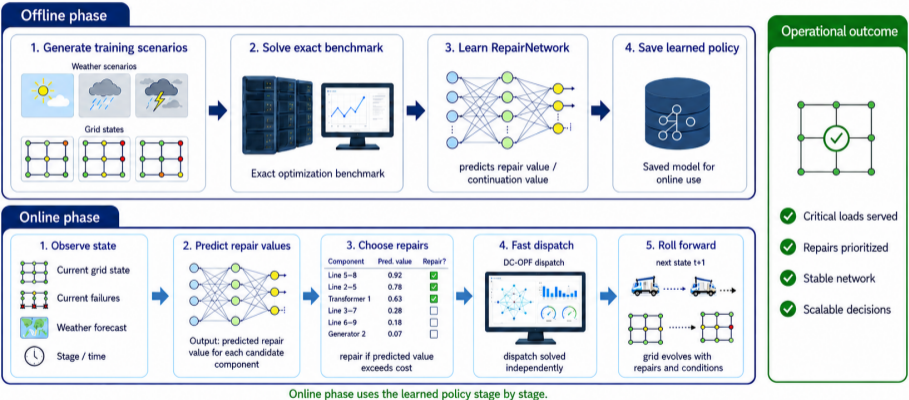 Offline phase
1. Generate training scenarios
Weather scenarios
Grid states
2. Solve exact benchmark
Exact optimization benchmark
3. Learn RepairNetwork
predicts repair value /
continuation value
4. Save learned policy
Saved model for
online use
Online phase
1. Observe state
Current grid state
Current failures
Weather forecast
Stage / time
2. Predict repair values
Output: predicted repair
value for each candidate
component
3. Choose repairs
Component Pred. value Repair?
Line 5–8 0.92
Line 2–5 0.78
Transformer 1 0.63
Line 3–7 0.28
Line 6–9 0.18
Generator 2 0.07
repair if predicted value
exceeds cost
4. Fast dispatch
DC-OPF dispatch
dispatch solved
independently
5. Roll forward
next state t+1
grid evolves with
repairs and conditions
Operational outcome
Critical loads served
Repairs prioritized
Stable network
Scalable decisions
Online phase uses the learned policy stage by stage.